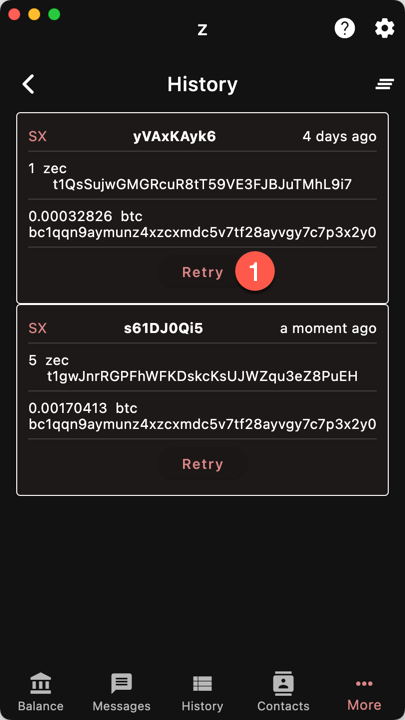 z
?
History
SX yVAxKAyk6 4 days ago
1 zec
t1QsSujwGMGRcuR8tT59VE3FJBJuTMhL9i7
0.00032826 btc
bc1qqn9aymunz4xzcxmdc5v7tf28ayvgy7c7p3x2y0
Retry 1
SX s61DJ0Qi5 a moment ago
5 zec
t1gwJnrRGPFhWFKDskcKsUJWZqu3eZ8PuEH
0.00170413 btc
bc1qqn9aymunz4xzcxmdc5v7tf28ayvgy7c7p3x2y0
Retry
Balance Messages History Contacts More